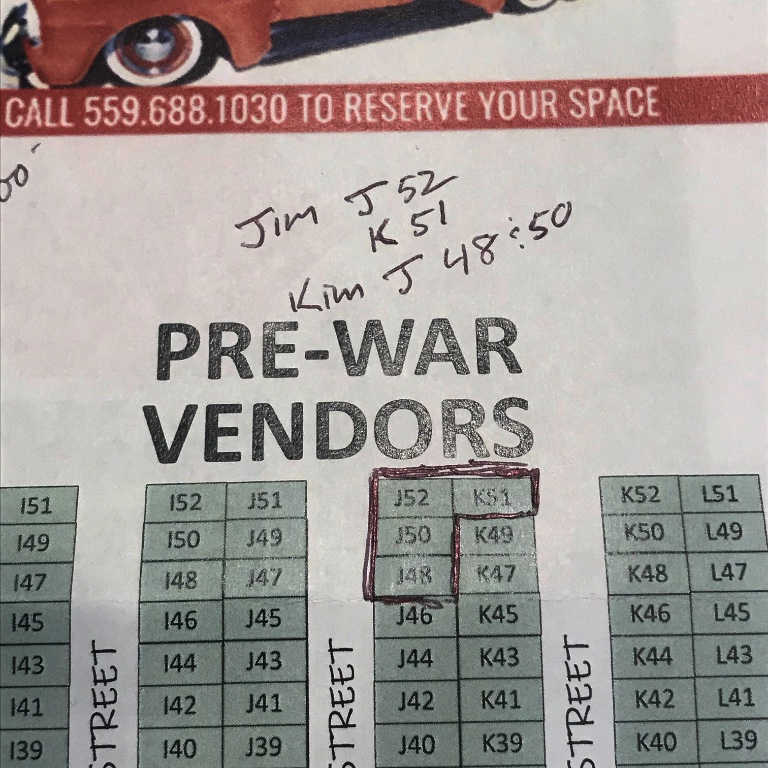 CALL 559.688.1030 TO RESERVE YOUR SPACE
Jim J 52
K 51
Kim J 48 : 50
PRE-WAR
VENDORS
I51 I52 J51 J52 K51 K52 L51
I49 I50 J49 J50 K49 K50 L49
I47 I48 J47 J48 K47 K48 L47
I45 I46 J45 J46 K45 K46 L45
I43 I44 J43 J44 K43 K44 L43
I41 I42 J41 J42 K41 K42 L41
I39 I40 J39 J40 K39 K40 L39
STREET
STREET
STREET